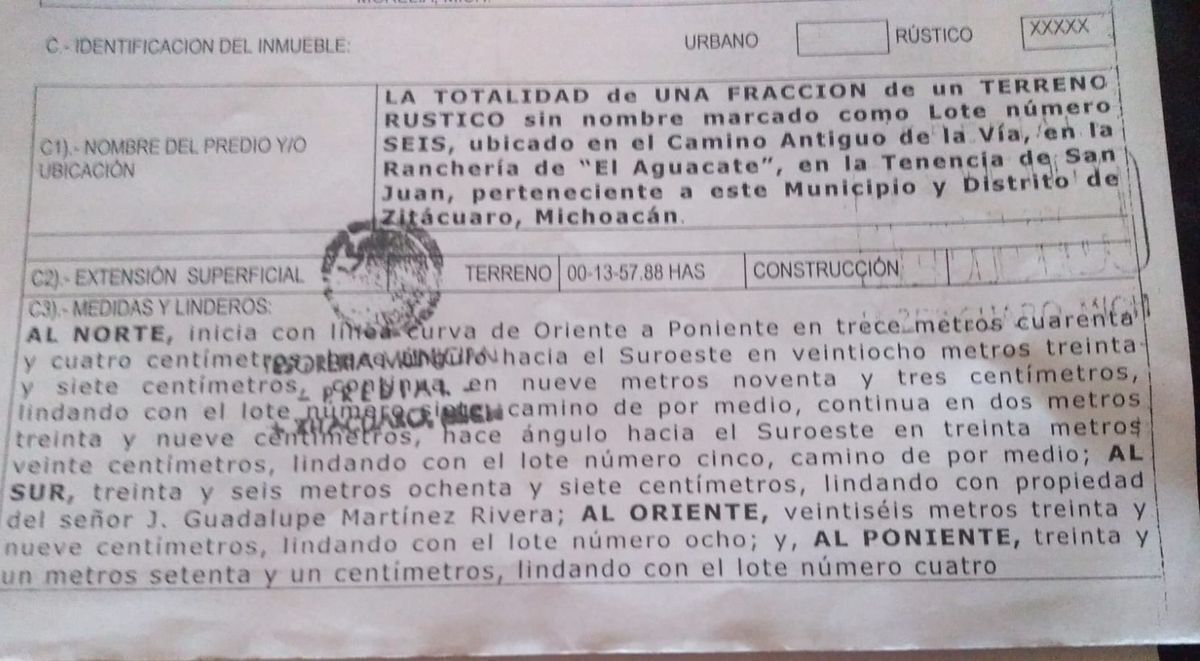 MORELIA, MICH.
C.- IDENTIFICACION DEL INMUEBLE:
URBANO
RÚSTICO
XXXXX
C1).- NOMBRE DEL PREDIO Y/O
UBICACIÓN
LA TOTALIDAD de UNA FRACCION de un TERRENO
RUSTICO sin nombre marcado como Lote número
SEIS, ubicado en el Camino Antiguo de la Vía, en la
Ranchería de "El Aguacate", en la Tenencia de San
Juan, perteneciente a este Municipio y Distrito de
Zitácuaro, Michoacán.
C2).- EXTENSIÓN SUPERFICIAL
TERRENO
00-13-57.88 HAS
CONSTRUCCIÓN
C3).- MEDIDAS Y LINDEROS:
AL NORTE, inicia con línea curva de Oriente a Poniente en trece metros cuarenta
y cuatro centímetros, hacia el Suroeste en veintiocho metros treinta
y siete centímetros, continua en nueve metros noventa y tres centímetros,
lindando con el lote número siete, camino de por medio, continua en dos metros
treinta y nueve centímetros, hace ángulo hacia el Suroeste en treinta metros
veinte centímetros, lindando con el lote número cinco, camino de por medio; AL
SUR, treinta y seis metros ochenta y siete centímetros, lindando con propiedad
del señor J. Guadalupe Martínez Rivera; AL ORIENTE, veintiséis metros treinta y
nueve centímetros, lindando con el lote número ocho; y, AL PONIENTE, treinta y
un metros setenta y un centímetros, lindando con el lote número cuatro